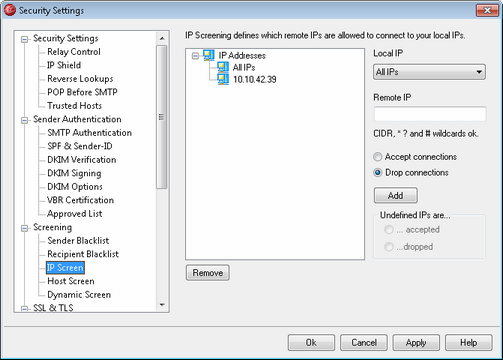 Security Settings
Security Settings
Relay Control
IP Shield
Reverse Lookups
POP Before SMTP
Trusted Hosts
Sender Authentication
SMTP Authentication
SPF & Sender-ID
DKIM Verification
DKIM Signing
DKIM Options
VBR Certification
Approved List
Screening
Sender Blacklist
Recipient Blacklist
IP Screen
Host Screen
Dynamic Screen
SSL & TLS
IP Screening defines which remote IPs are allowed to connect to your local IPs.
IP Addresses
All IPs
10.10.42.39
Remove
Local IP
All IPs
Remote IP
CIDR, * ? and # wildcards ok.
Accept connections
Drop connections
Add
Undefined IPs are...
... accepted
...dropped
Ok
Cancel
Apply
Help